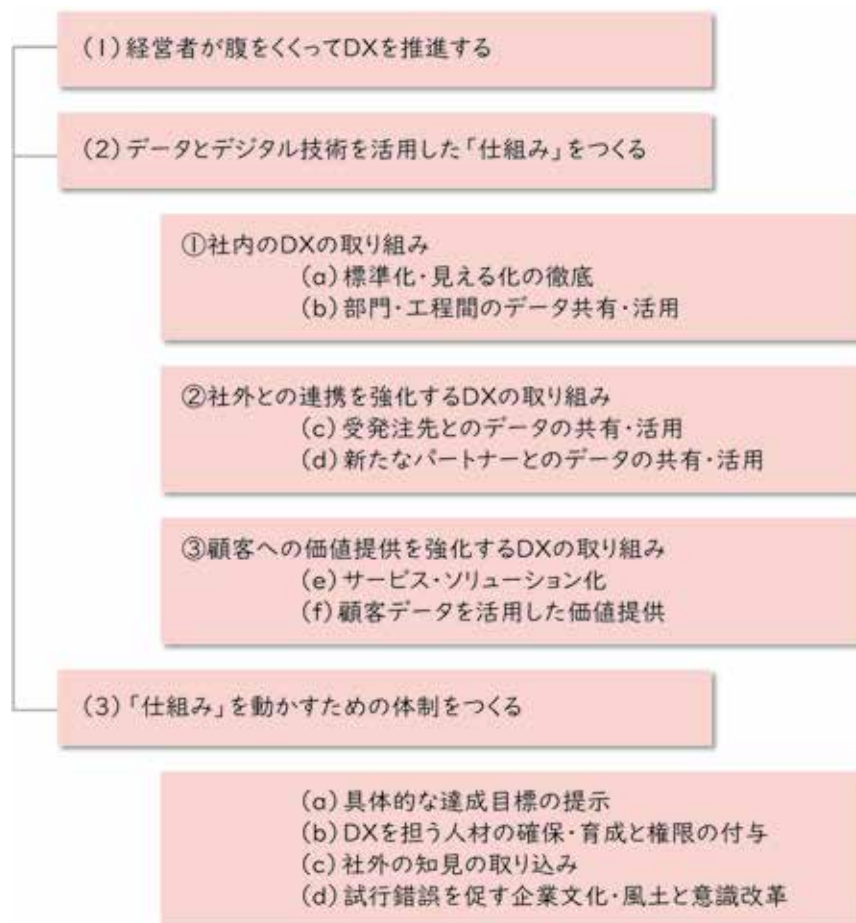 (1)経営者が腹をくくってDXを推進する
(2)データとデジタル技術を活用した「仕組み」をつくる
①社内のDXの取り組み
(a)標準化・見える化の徹底
(b)部門・工程間のデータ共有・活用
②社外との連携を強化するDXの取り組み
(c)受発注先とのデータの共有・活用
(d)新たなパートナーとのデータの共有・活用
③顧客への価値提供を強化するDXの取り組み
(e)サービス・ソリューション化
(f)顧客データを活用した価値提供
(3)「仕組み」を動かすための体制をつくる
(a)具体的な達成目標の提示
(b)DXを担う人材の確保・育成と権限の付与
(c)社外の知見の取り込み
(d)試行錯誤を促す企業文化・風土と意識改革